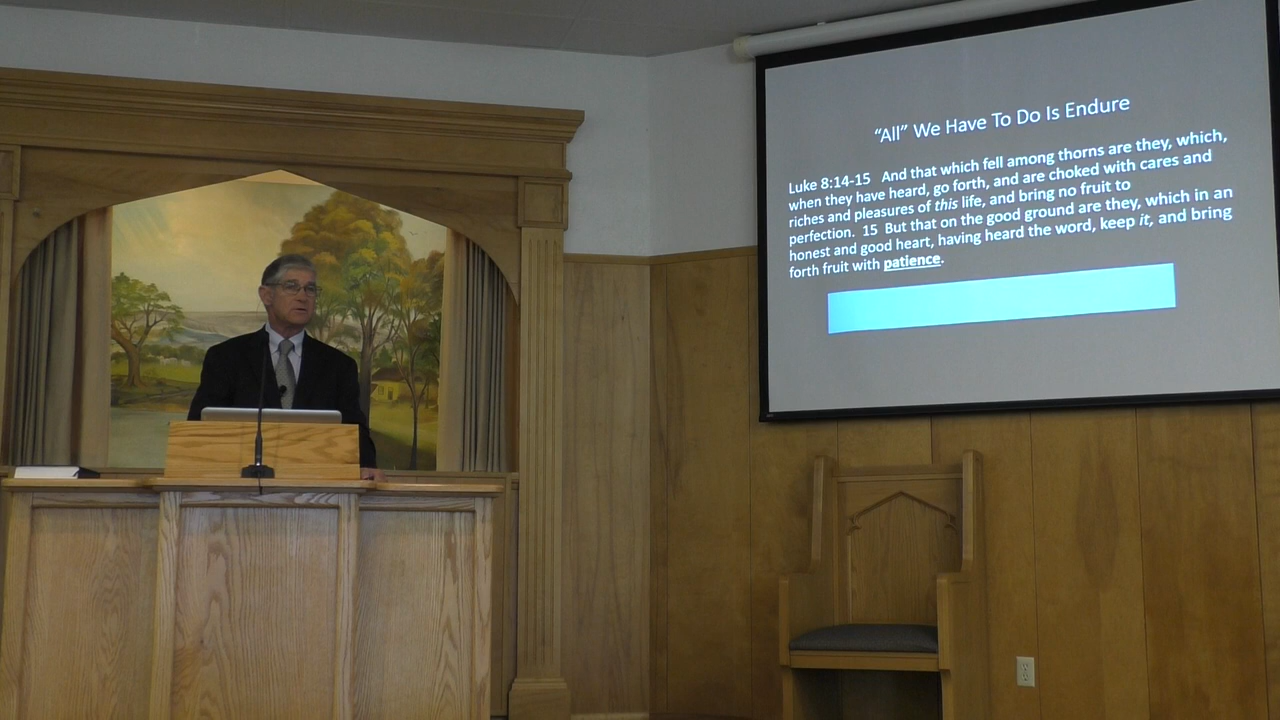 “All” We Have To Do Is Endure
Luke 8:14-15 And that which fell among thorns are they, which,
when they have heard, go forth, and are choked with cares and
riches and pleasures of this life, and bring no fruit to
perfection. 15 But that on the good ground are they, which in an
honest and good heart, having heard the word, keep it, and bring
forth fruit with patience.